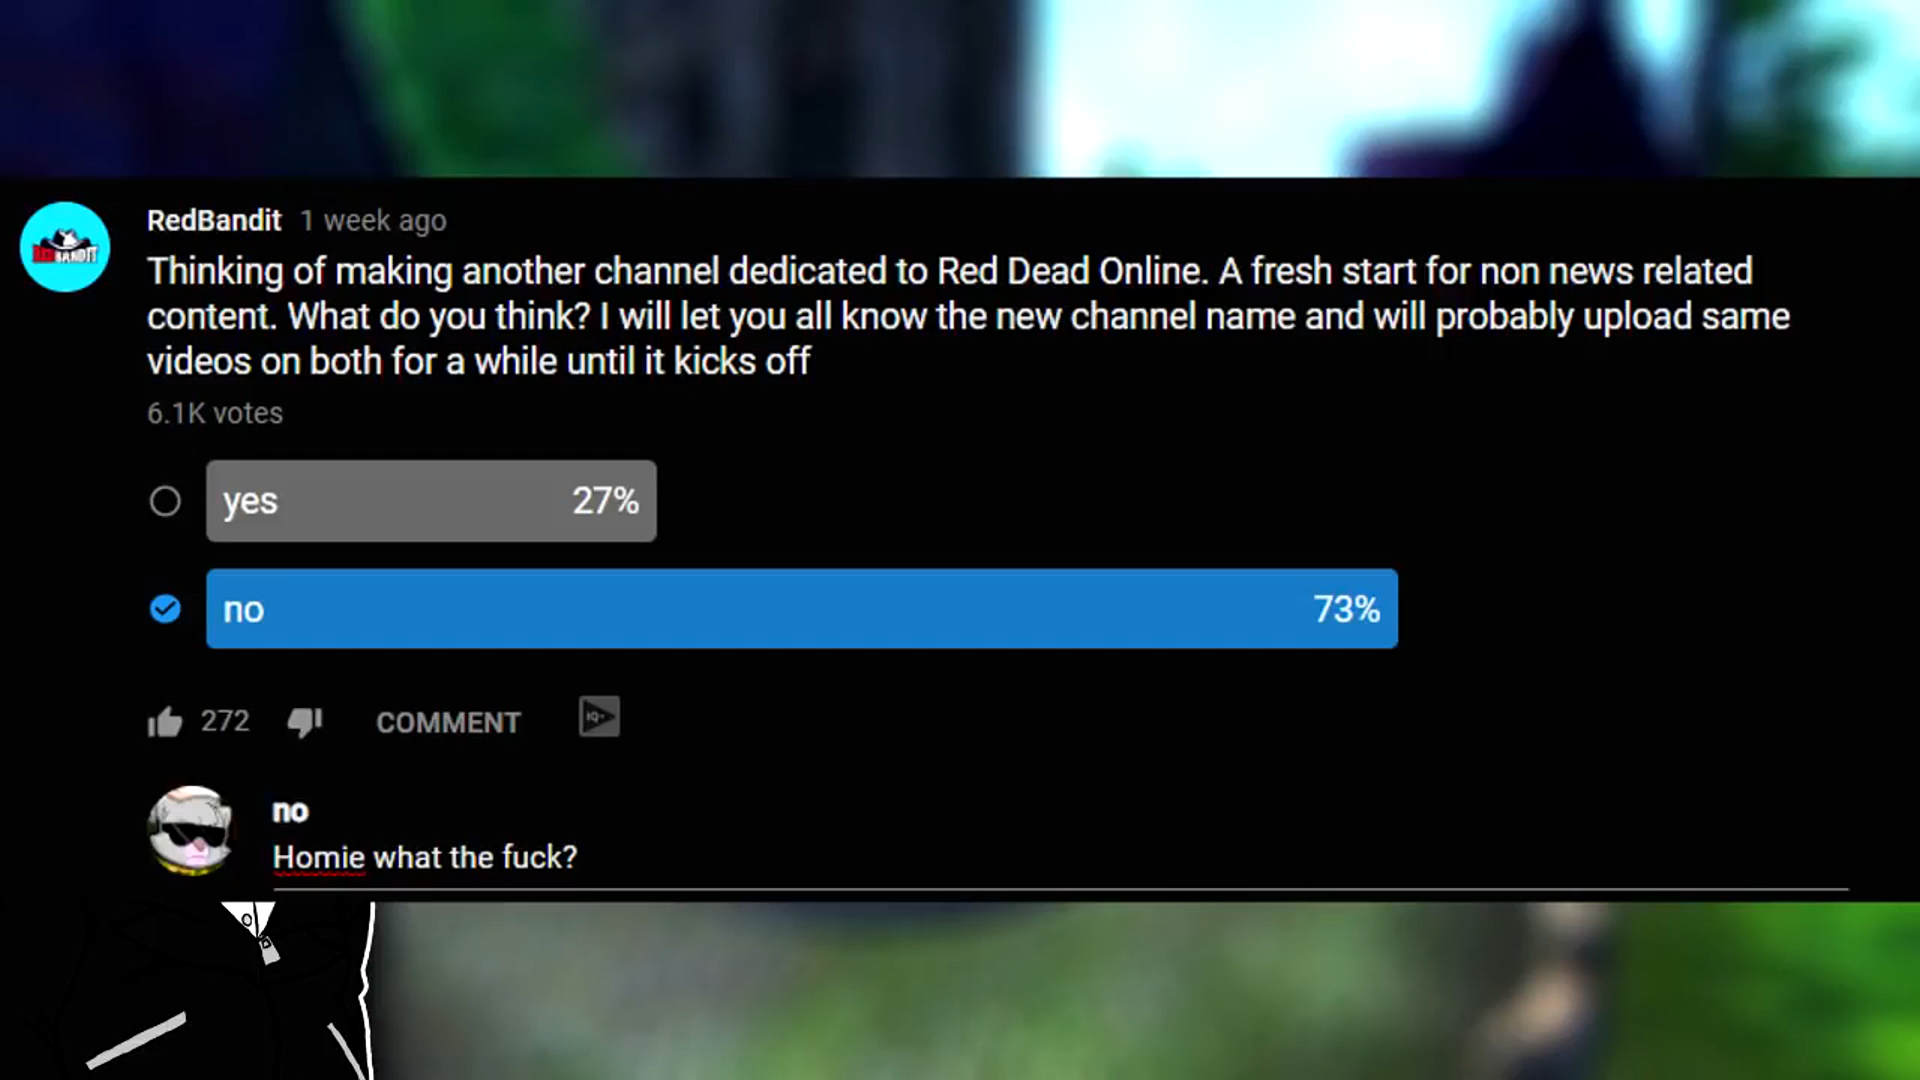 RedBandit 1 week ago
Thinking of making another channel dedicated to Red Dead Online. A fresh start for non news related
content. What do you think? I will let you all know the new channel name and will probably upload same
videos on both for a while until it kicks off
6.1K votes
yes 27%
no 73%
272 COMMENT IQ
no
Homie what the fuck?